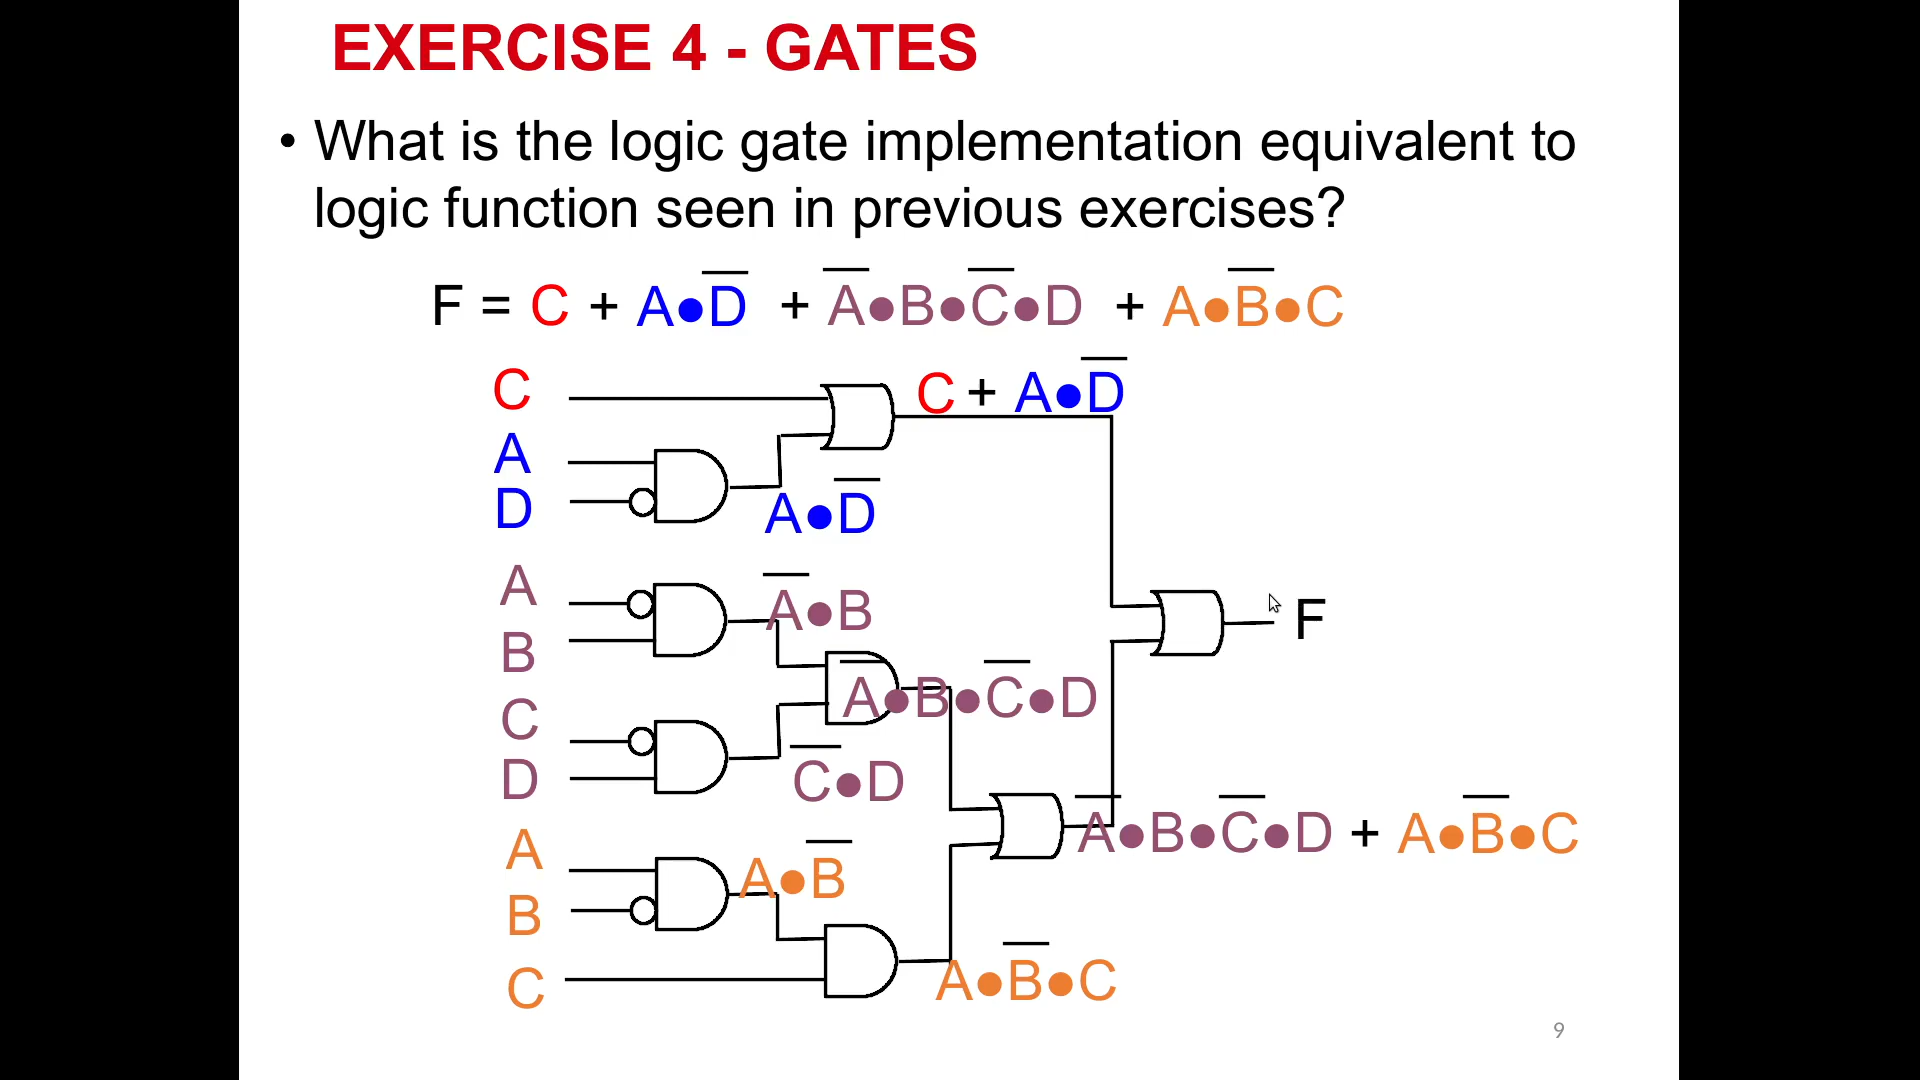 EXERCISE 4 - GATES
• What is the logic gate implementation equivalent to
logic function seen in previous exercises?
F = C + A●D̅ + A̅●B●C̅●D + A●B̅●C
C
C + A●D̅
A
D
A●D̅
A
A̅●B
B
F
C
A̅●B●C̅●D
D
C̅●D
A
A●B̅
A̅●B●C̅●D + A●B̅●C
B
C
A●B̅●C
9